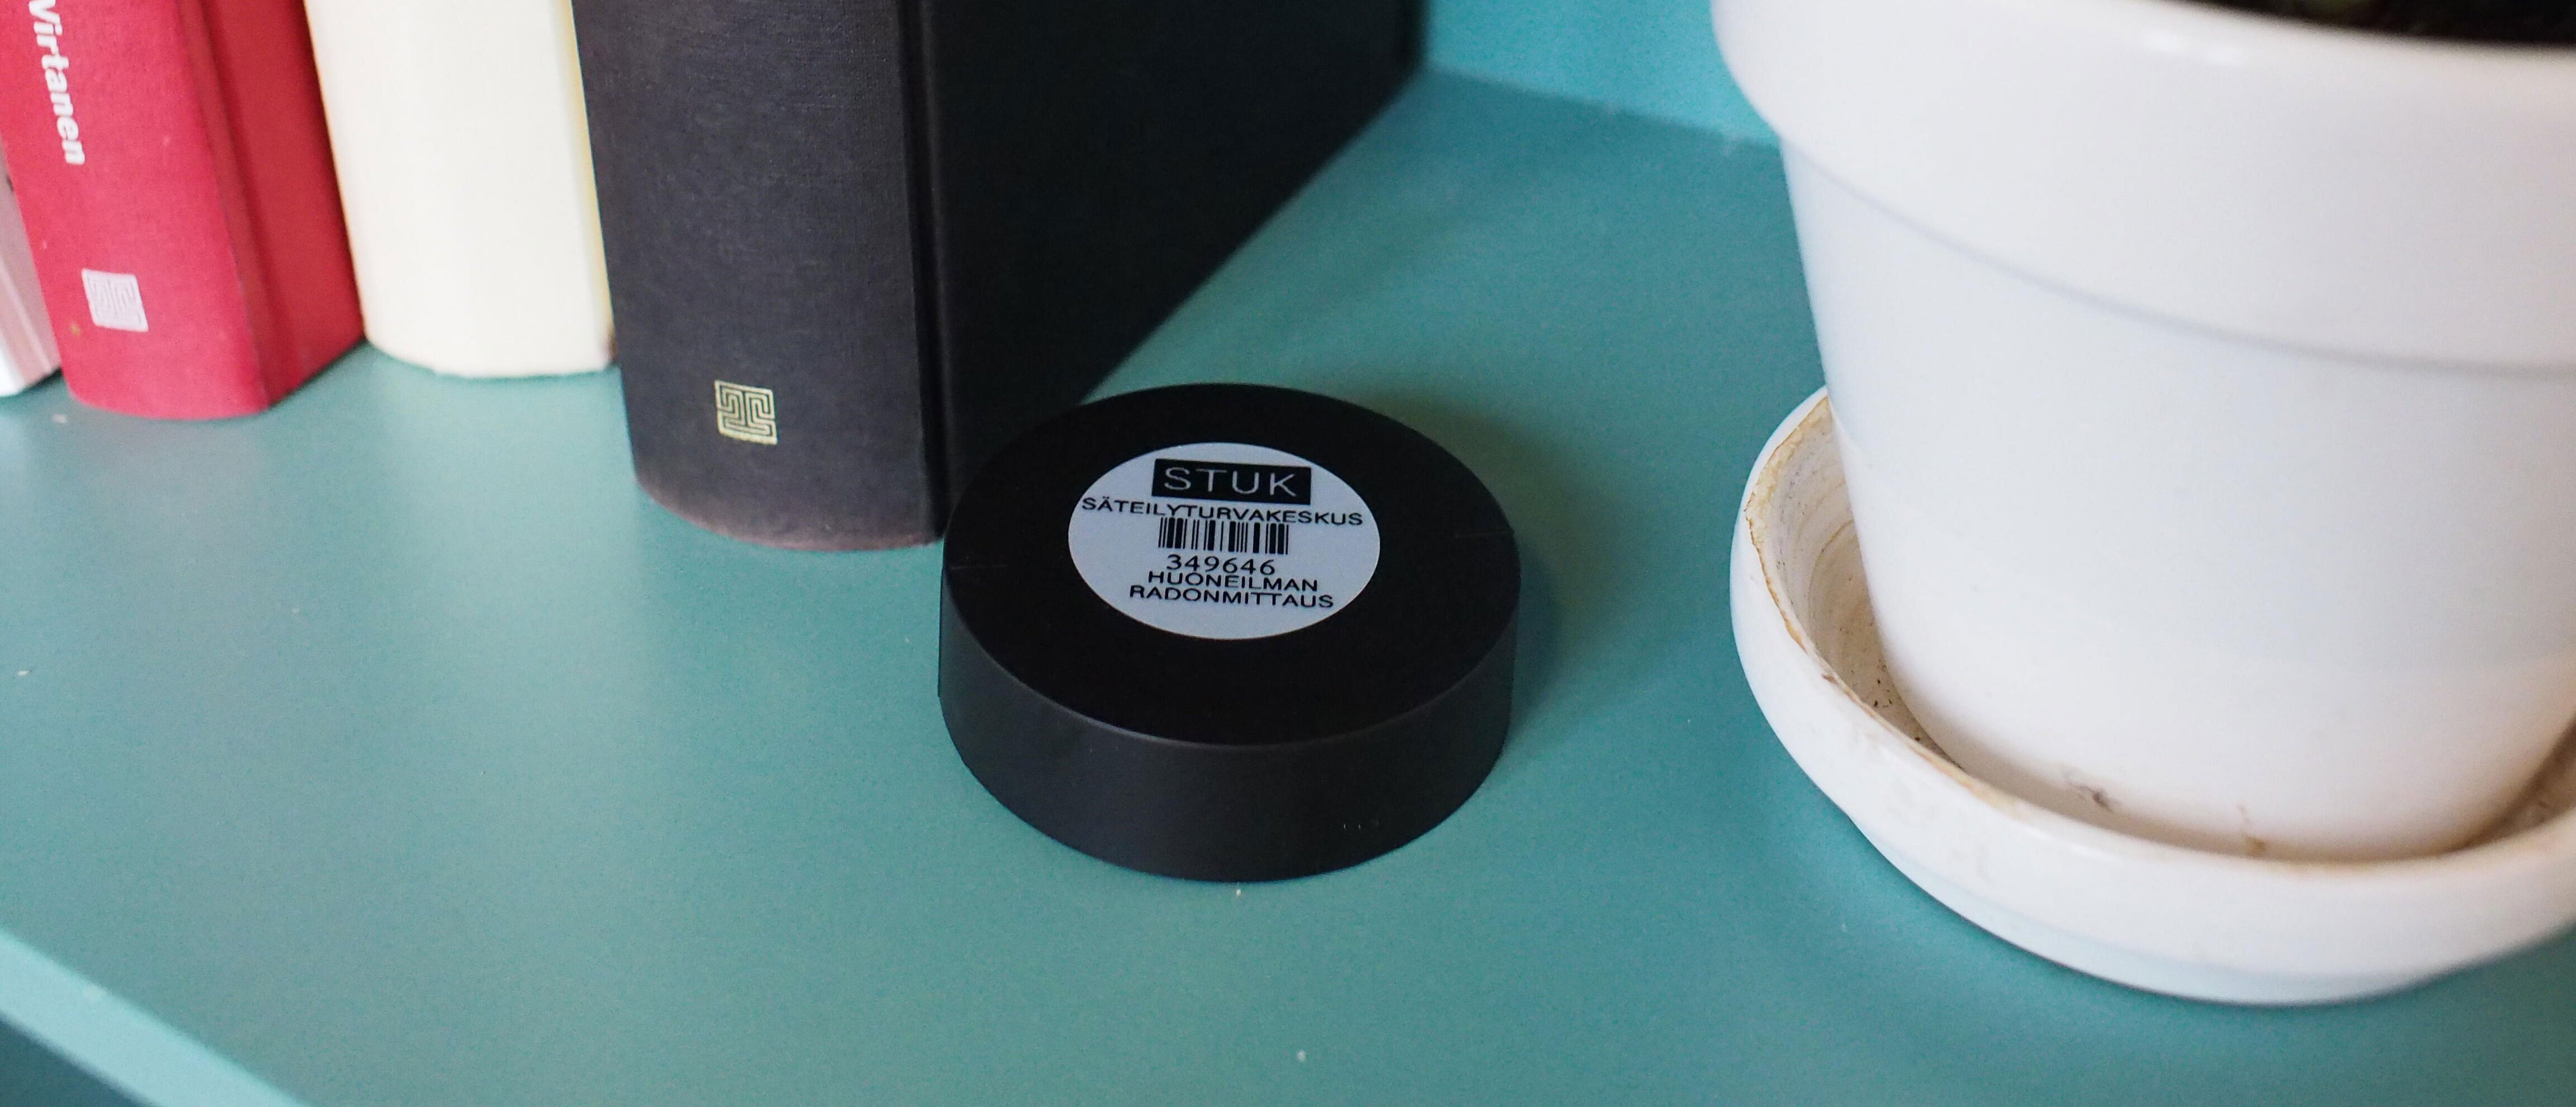 Virtanen
STUK
SÄTEILYTURVAKESKUS
349646
HUONEILMAN
RADONMITTAUS